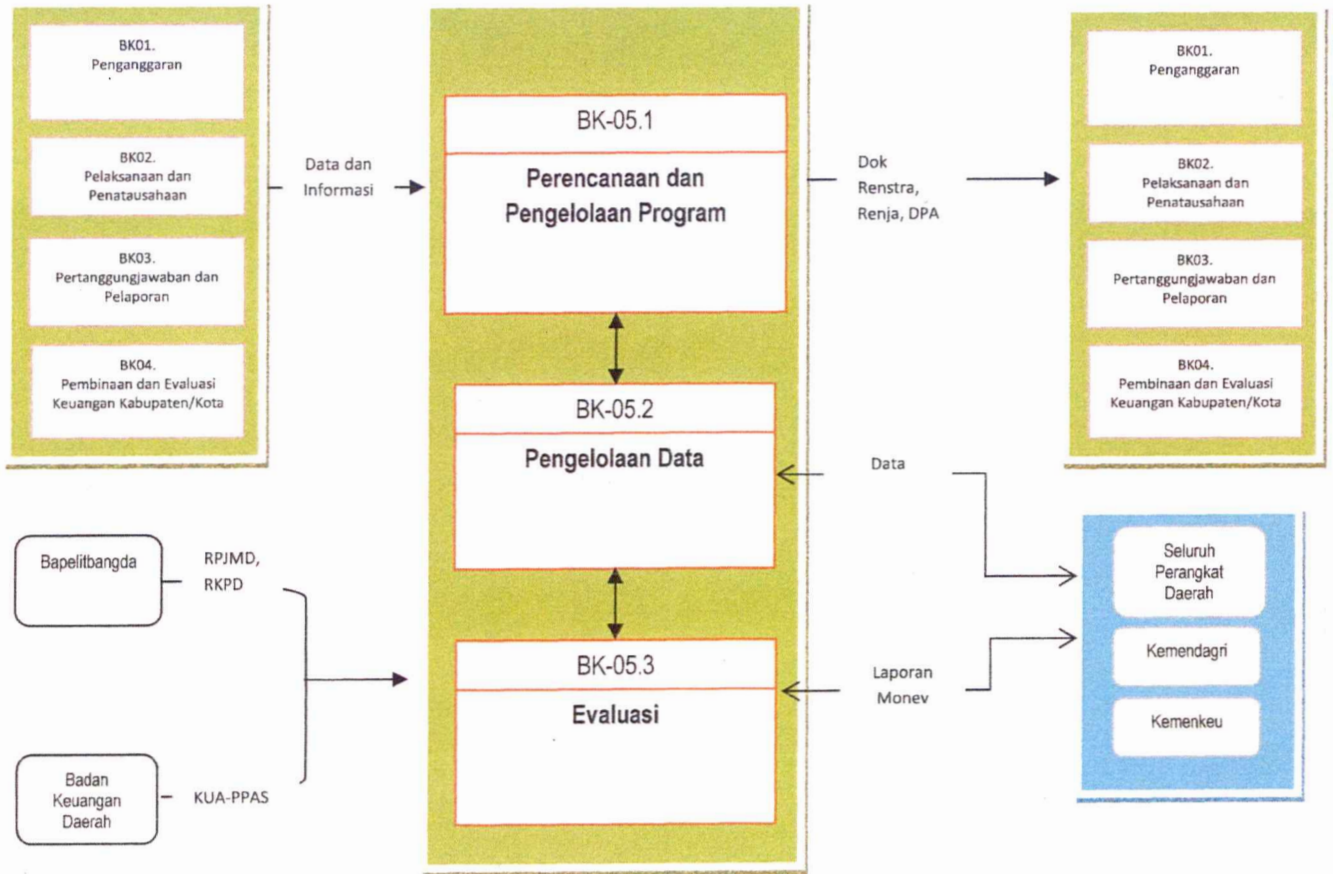 BK01.
Penganggaran
BK02.
Pelaksanaan dan
Penatausahaan
BK03.
Pertanggungjawaban dan
Pelaporan
BK04.
Pembinaan dan Evaluasi
Keuangan Kabupaten/Kota
Data dan
Informasi
Bapelitbangda
RPJMD,
RKPD
Badan
Keuangan
Daerah
KUA-PPAS
BK-05.1
Perencanaan dan
Pengelolaan Program
BK-05.2
Pengelolaan Data
BK-05.3
Evaluasi
Dok
Renstra,
Renja, DPA
Data
Laporan
Monev
BK01.
Penganggaran
BK02.
Pelaksanaan dan
Penatausahaan
BK03.
Pertanggungjawaban dan
Pelaporan
BK04.
Pembinaan dan Evaluasi
Keuangan Kabupaten/Kota
Seluruh
Perangkat
Daerah
Kemendagri
Kemenkeu